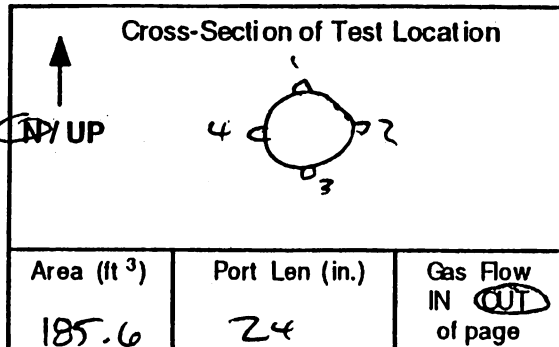 Cross-Section of Test Location
1
N / UP
4
2
3
Area (ft ³)
Port Len (in.)
Gas Flow
IN OUT
of page
185.6
24